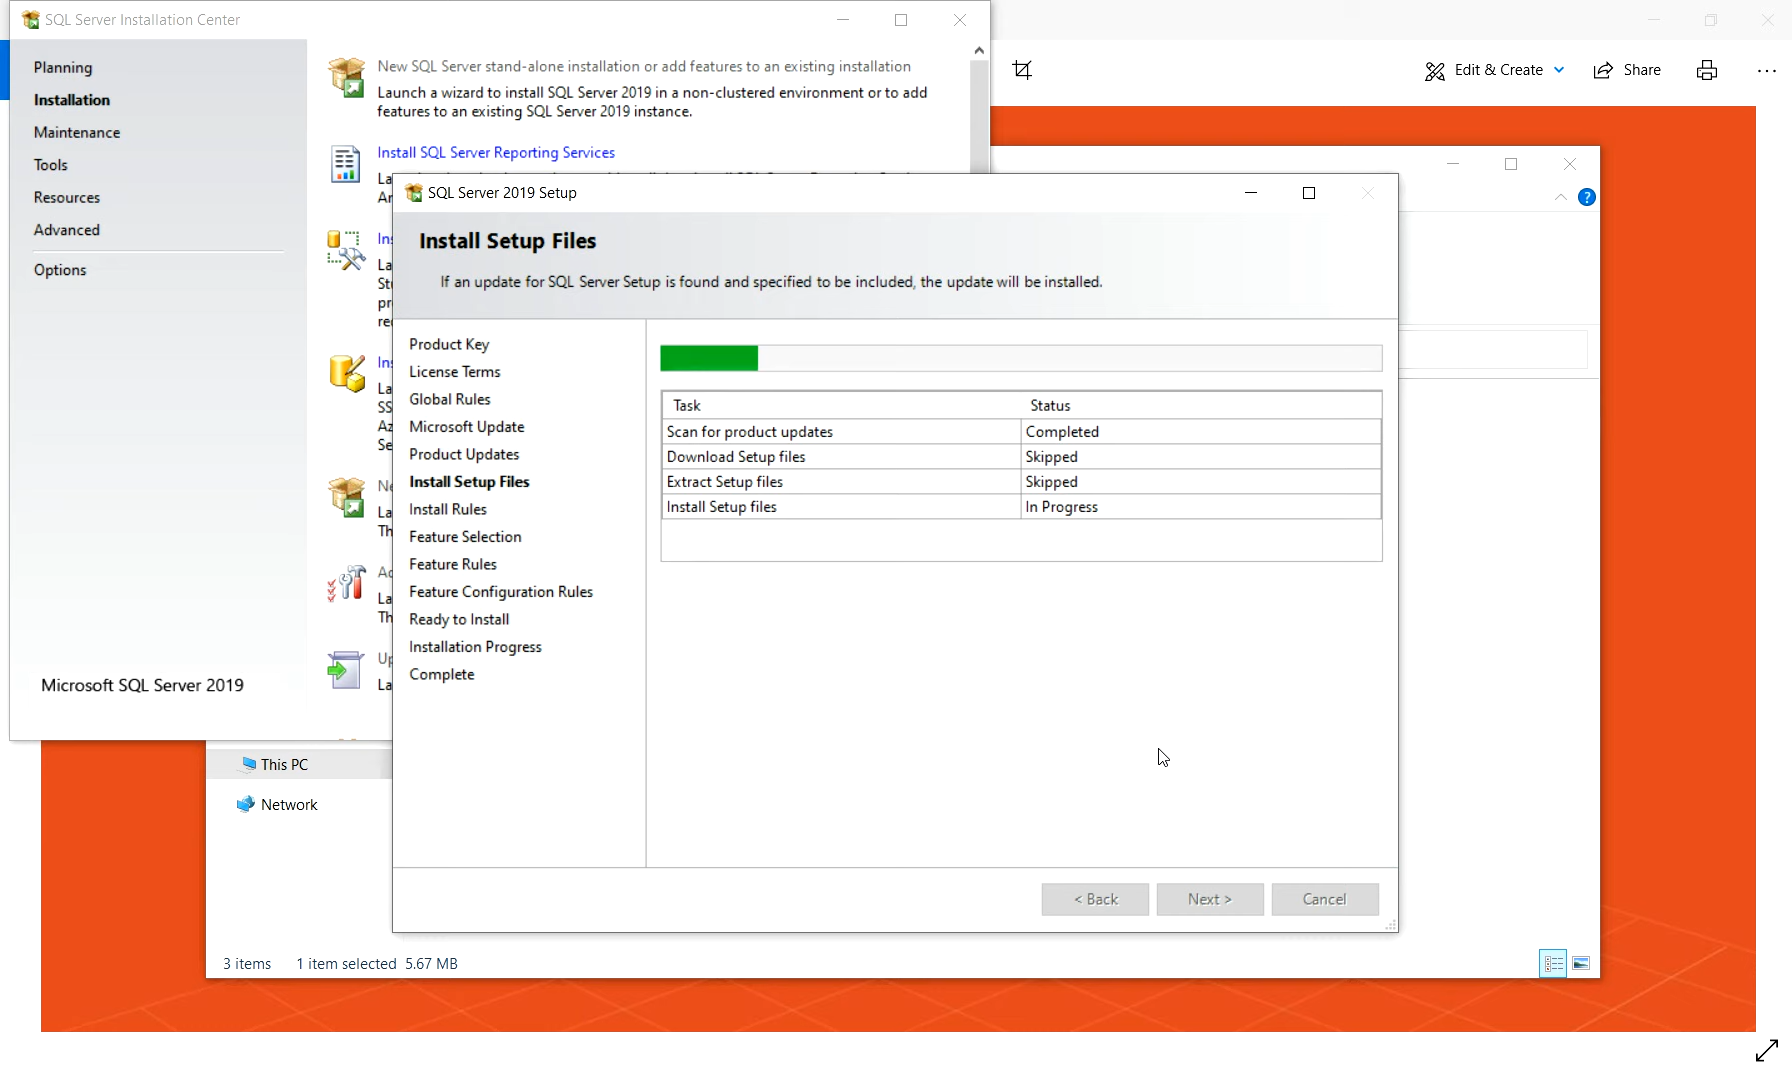 SQL Server Installation Center
Planning
Installation
Maintenance
Tools
Resources
Advanced
Options
Microsoft SQL Server 2019
New SQL Server stand-alone installation or add features to an existing installation
Launch a wizard to install SQL Server 2019 in a non-clustered environment or to add
features to an existing SQL Server 2019 instance.
Install SQL Server Reporting Services
Edit & Create
Share
SQL Server 2019 Setup
Install Setup Files
If an update for SQL Server Setup is found and specified to be included, the update will be installed.
Product Key
License Terms
Global Rules
Microsoft Update
Product Updates
Install Setup Files
Install Rules
Feature Selection
Feature Rules
Feature Configuration Rules
Ready to Install
Installation Progress
Complete
Task Status
Scan for product updates Completed
Download Setup files Skipped
Extract Setup files Skipped
Install Setup files In Progress
< Back Next > Cancel
This PC
Network
3 items 1 item selected 5.67 MB